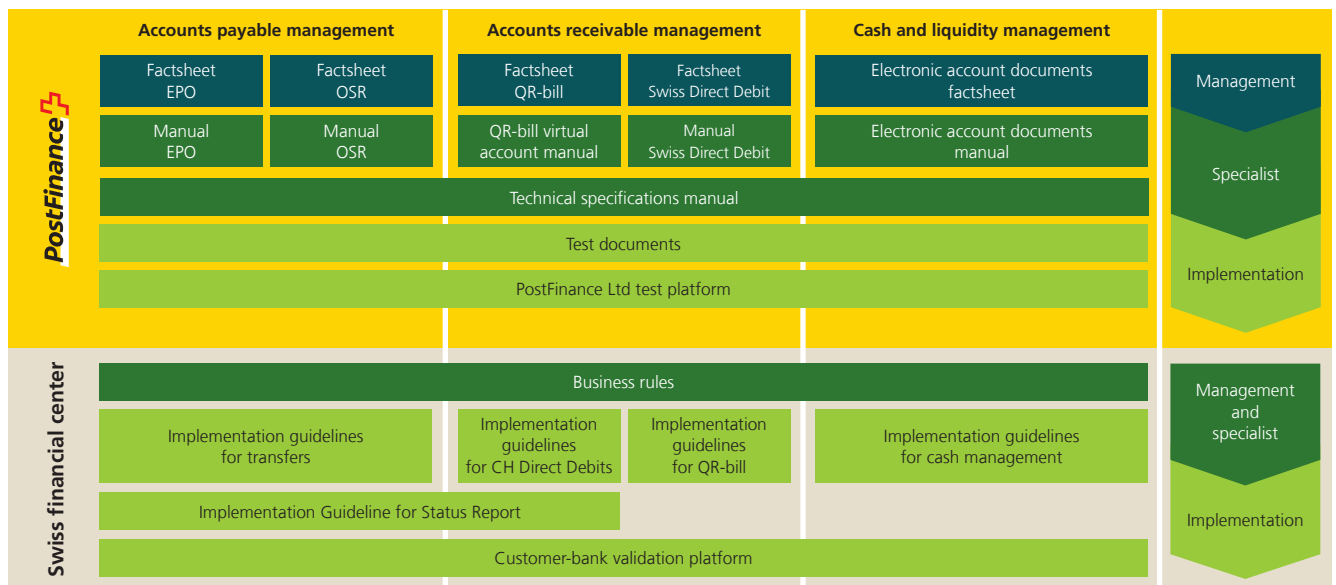 Accounts payable management
Accounts receivable management
Cash and liquidity management
PostFinance
Factsheet
EPO
Factsheet
OSR
Factsheet
QR-bill
Factsheet
Swiss Direct Debit
Electronic account documents
factsheet
Management
Manual
EPO
Manual
OSR
QR-bill virtual
account manual
Manual
Swiss Direct Debit
Electronic account documents
manual
Specialist
Technical specifications manual
Test documents
PostFinance Ltd test platform
Implementation
Swiss financial center
Business rules
Management
and
specialist
Implementation guidelines
for transfers
Implementation
guidelines
for CH Direct Debits
Implementation
guidelines
for QR-bill
Implementation guidelines
for cash management
Implementation Guideline for Status Report
Implementation
Customer-bank validation platform